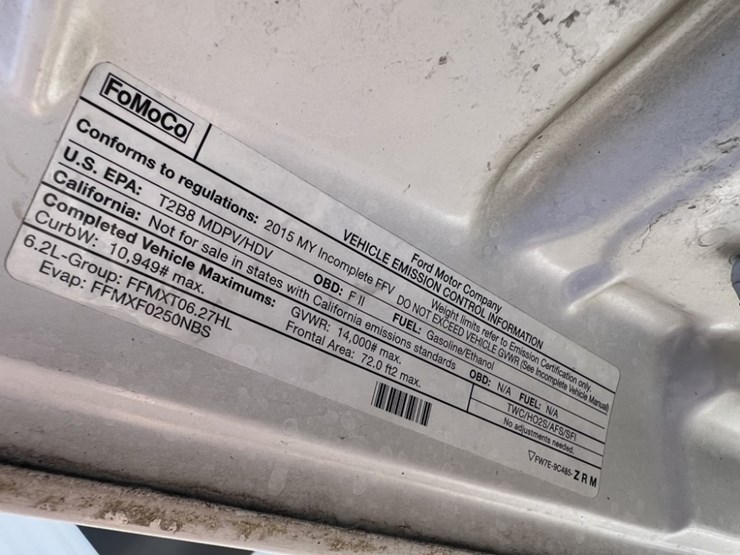 FoMoCo
Ford Motor Company
VEHICLE EMISSION CONTROL INFORMATION
Weight limits refer to Emission Certification only.
Conforms to regulations: 2015 MY Incomplete FFV DO NOT EXCEED VEHICLE GVWR (See Incomplete Vehicle Manual)
U.S. EPA: T2B8 MDPV/HDV OBD: F II FUEL: Gasoline/Ethanol
California: Not for sale in states with California emissions standards OBD: N/A FUEL: N/A
Completed Vehicle Maximums: GVWR: 14,000# max. TWC/HO2S/AFS/SFI
CurbW: 10,949# max. Frontal Area: 72.0 ft2 max. No adjustments needed.
6.2L-Group: FFMXT06.27HL
Evap: FFMXF0250NBS
FW7E-9C485-ZRM